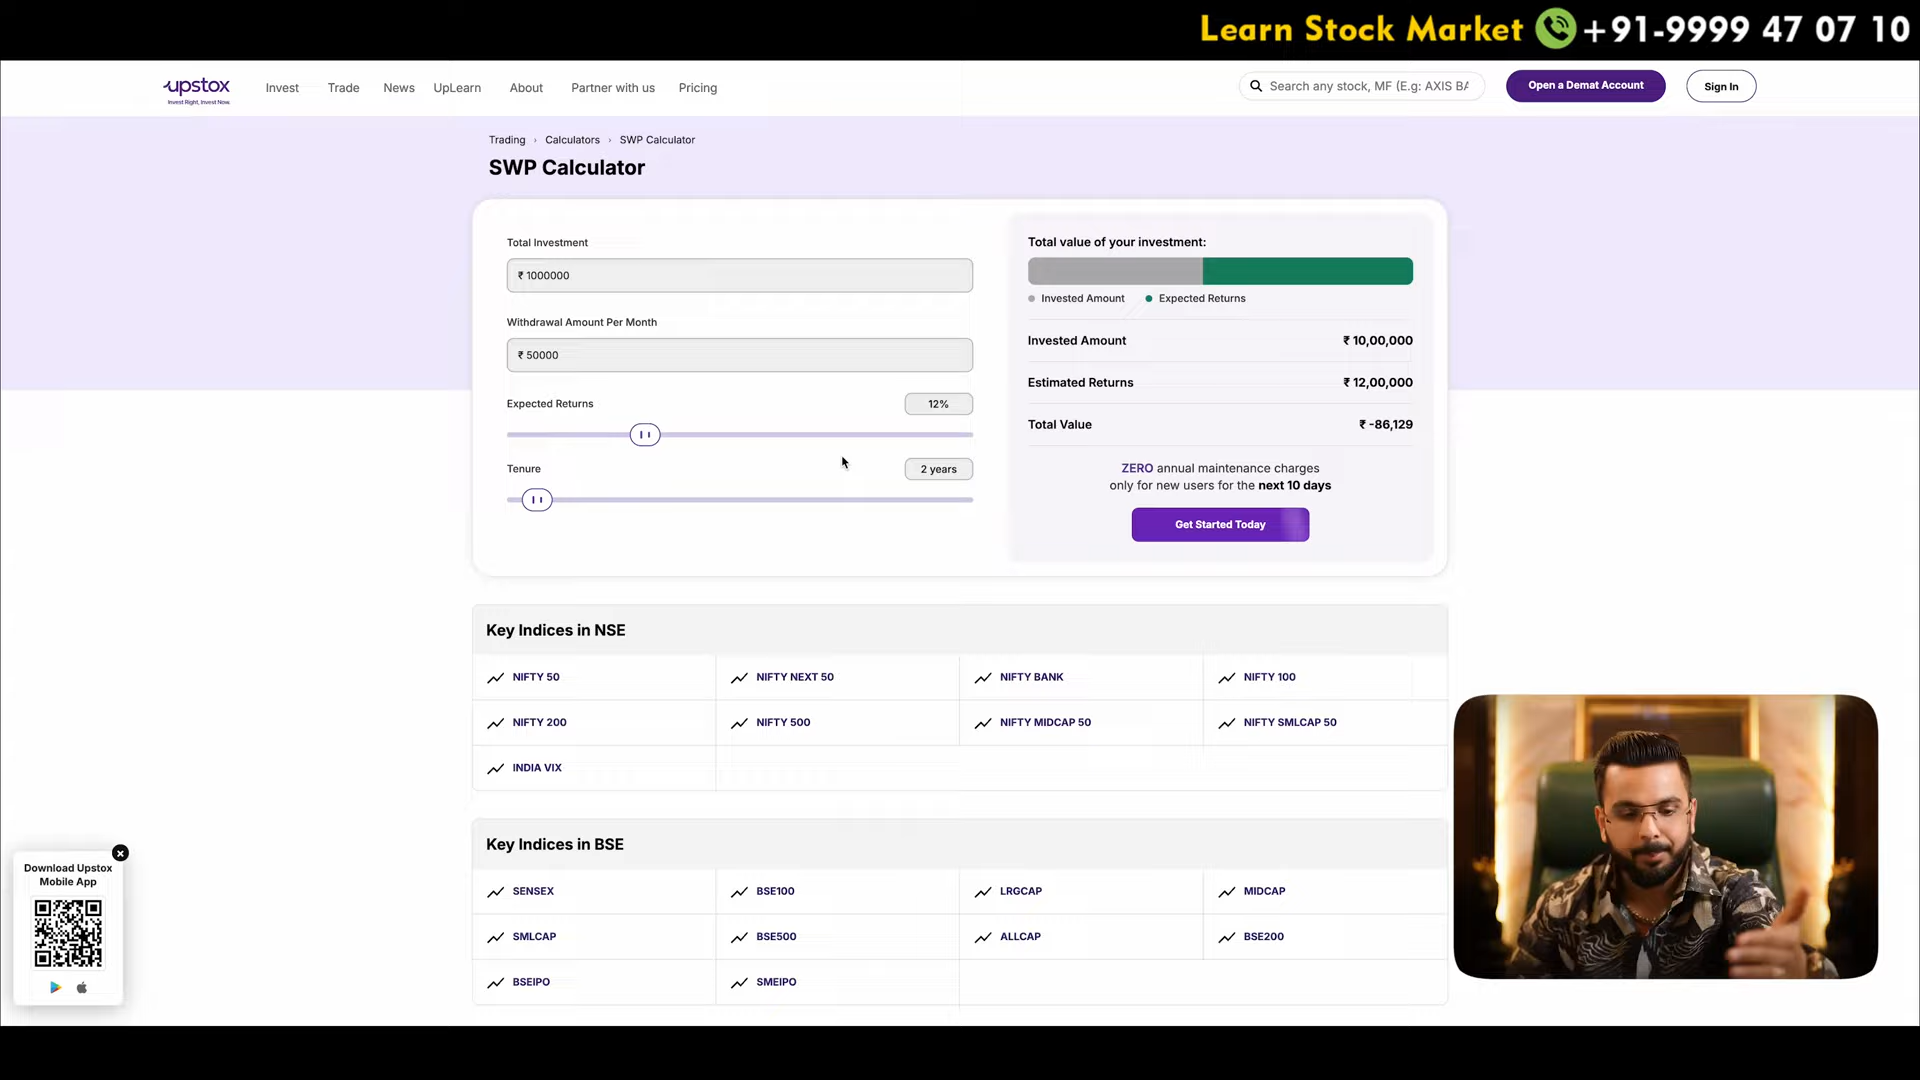 Learn Stock Market +91-9999 47 07 10
upstox
Invest Right, Invest Now
Invest
Trade
News
UpLearn
About
Partner with us
Pricing
Search any stock, MF (E.g: AXIS BA
Open a Demat Account
Sign In
Trading › Calculators › SWP Calculator
SWP Calculator
Total Investment
₹ 1000000
Withdrawal Amount Per Month
₹ 50000
Expected Returns
12%
Tenure
2 years
Total value of your investment:
Invested Amount
Expected Returns
Invested Amount ₹ 10,00,000
Estimated Returns ₹ 12,00,000
Total Value ₹ -86,129
ZERO annual maintenance charges
only for new users for the next 10 days
Get Started Today
Key Indices in NSE
NIFTY 50
NIFTY NEXT 50
NIFTY BANK
NIFTY 100
NIFTY 200
NIFTY 500
NIFTY MIDCAP 50
NIFTY SMLCAP 50
INDIA VIX
Key Indices in BSE
SENSEX
BSE100
LRGCAP
MIDCAP
SMLCAP
BSE500
ALLCAP
BSE200
BSEIPO
SMEIPO
Download Upstox
Mobile App